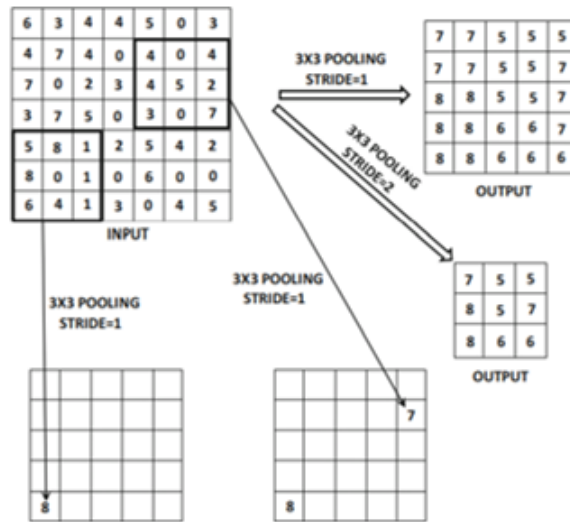 6 3 4 4 5 0 3
4 7 4 0 4 0 4
7 0 2 3 4 5 2
3 7 5 0 3 0 7
5 8 1 2 5 4 2
8 0 1 0 6 0 0
6 4 1 3 0 4 5
INPUT
3X3 POOLING
STRIDE=1
7 7 5 5 5
7 7 5 5 7
8 8 5 5 7
8 8 6 6 7
8 8 6 6 6
OUTPUT
3X3 POOLING
STRIDE=2
7 5 5
8 5 7
8 6 6
OUTPUT
3X3 POOLING
STRIDE=1
8
3X3 POOLING
STRIDE=1
7
8